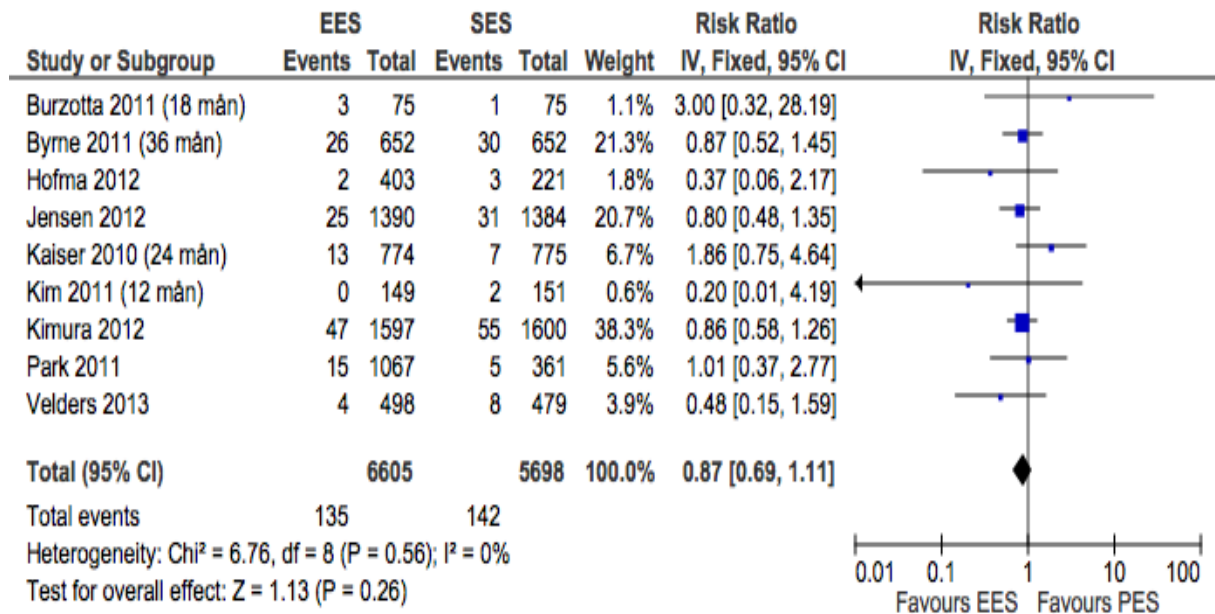 EES SES Risk Ratio Risk Ratio
Study or Subgroup Events Total Events Total Weight IV, Fixed, 95% CI IV, Fixed, 95% CI
Burzotta 2011 (18 mån) 3 75 1 75 1.1% 3.00 [0.32, 28.19]
Byrne 2011 (36 mån) 26 652 30 652 21.3% 0.87 [0.52, 1.45]
Hofma 2012 2 403 3 221 1.8% 0.37 [0.06, 2.17]
Jensen 2012 25 1390 31 1384 20.7% 0.80 [0.48, 1.35]
Kaiser 2010 (24 mån) 13 774 7 775 6.7% 1.86 [0.75, 4.64]
Kim 2011 (12 mån) 0 149 2 151 0.6% 0.20 [0.01, 4.19]
Kimura 2012 47 1597 55 1600 38.3% 0.86 [0.58, 1.26]
Park 2011 15 1067 5 361 5.6% 1.01 [0.37, 2.77]
Velders 2013 4 498 8 479 3.9% 0.48 [0.15, 1.59]
Total (95% CI) 6605 5698 100.0% 0.87 [0.69, 1.11]
Total events 135 142
Heterogeneity: Chi² = 6.76, df = 8 (P = 0.56); I² = 0%
Test for overall effect: Z = 1.13 (P = 0.26)
0.01 0.1 1 10 100
Favours EES Favours PES